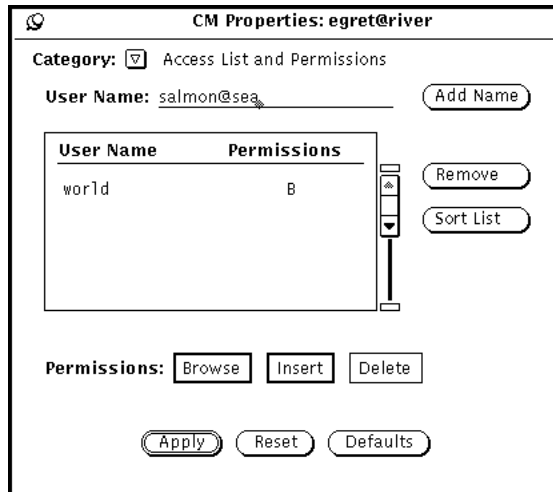 CM Properties: egret@river
Category: Access List and Permissions
User Name: salmon@sea
Add Name
User Name Permissions
world B
Remove
Sort List
Permissions: Browse Insert Delete
Apply Reset Defaults